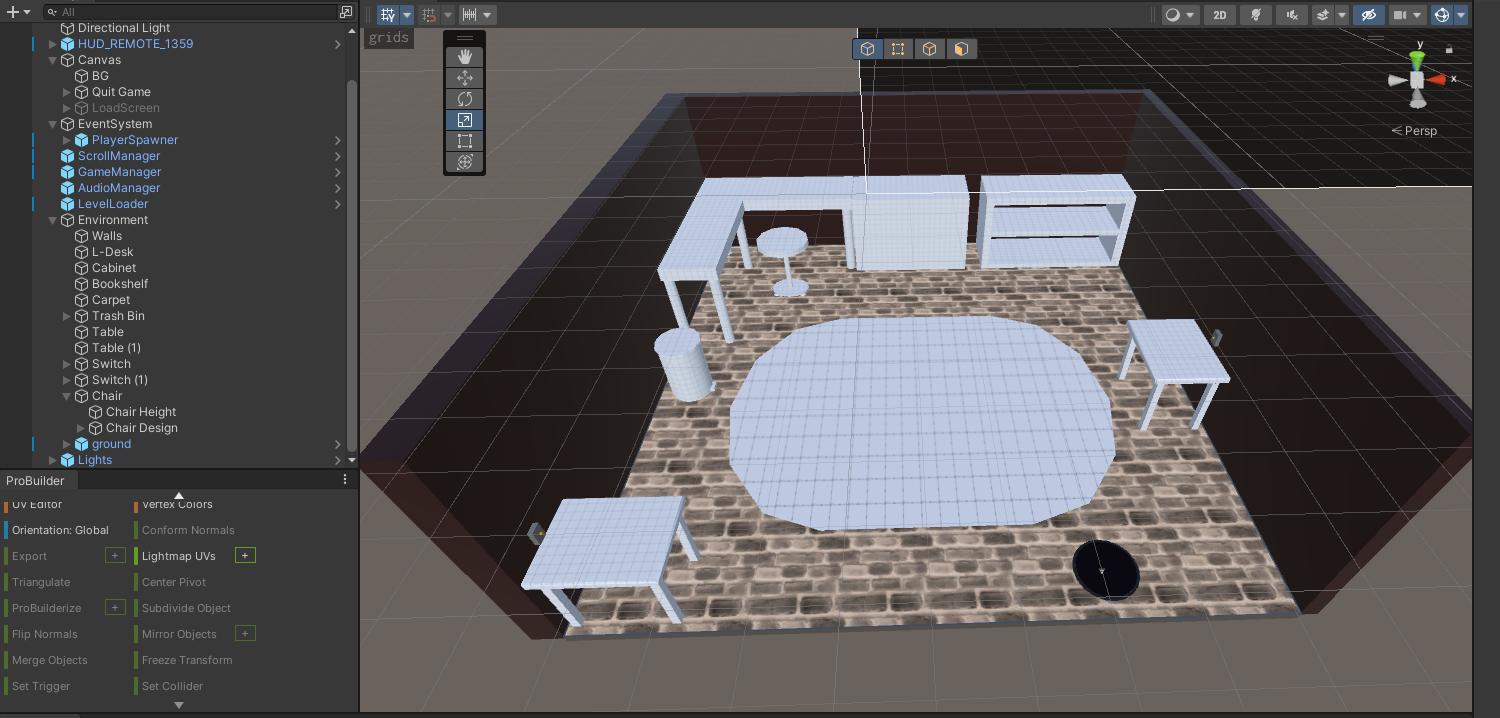 All
Directional Light
HUD_REMOTE_1359
Canvas
BG
Quit Game
LoadScreen
EventSystem
PlayerSpawner
ScrollManager
GameManager
AudioManager
LevelLoader
Environment
Walls
L-Desk
Cabinet
Bookshelf
Carpet
Trash Bin
Table
Table (1)
Switch
Switch (1)
Chair
Chair Height
Chair Design
ground
Lights
ProBuilder
UV Editor
Vertex Colors
Orientation: Global
Conform Normals
Export +
Lightmap UVs +
Triangulate
Center Pivot
ProBuilderize +
Subdivide Object
Flip Normals
Mirror Objects +
Merge Objects
Freeze Transform
Set Trigger
Set Collider
2D
grids
y
x
Persp